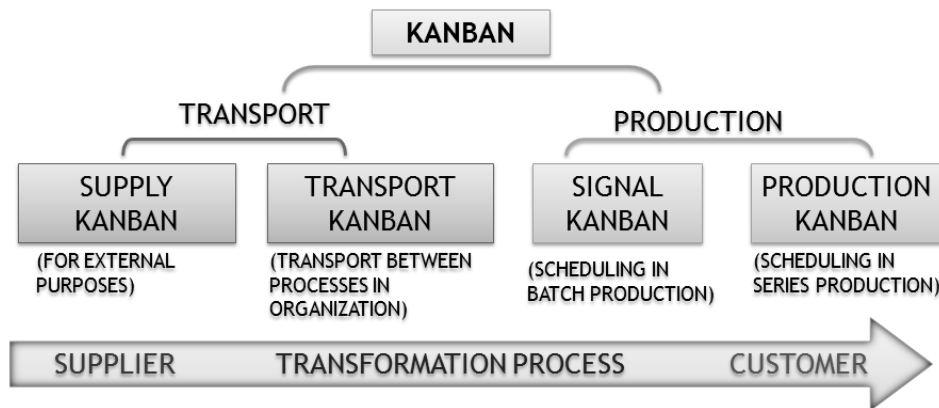 KANBAN
TRANSPORT
PRODUCTION
SUPPLY
KANBAN
(FOR EXTERNAL
PURPOSES)
TRANSPORT
KANBAN
(TRANSPORT BETWEEN
PROCESSES IN
ORGANIZATION)
SIGNAL
KANBAN
(SCHEDULING IN
BATCH PRODUCTION)
PRODUCTION
KANBAN
(SCHEDULING IN
SERIES PRODUCTION)
SUPPLIER
TRANSFORMATION PROCESS
CUSTOMER